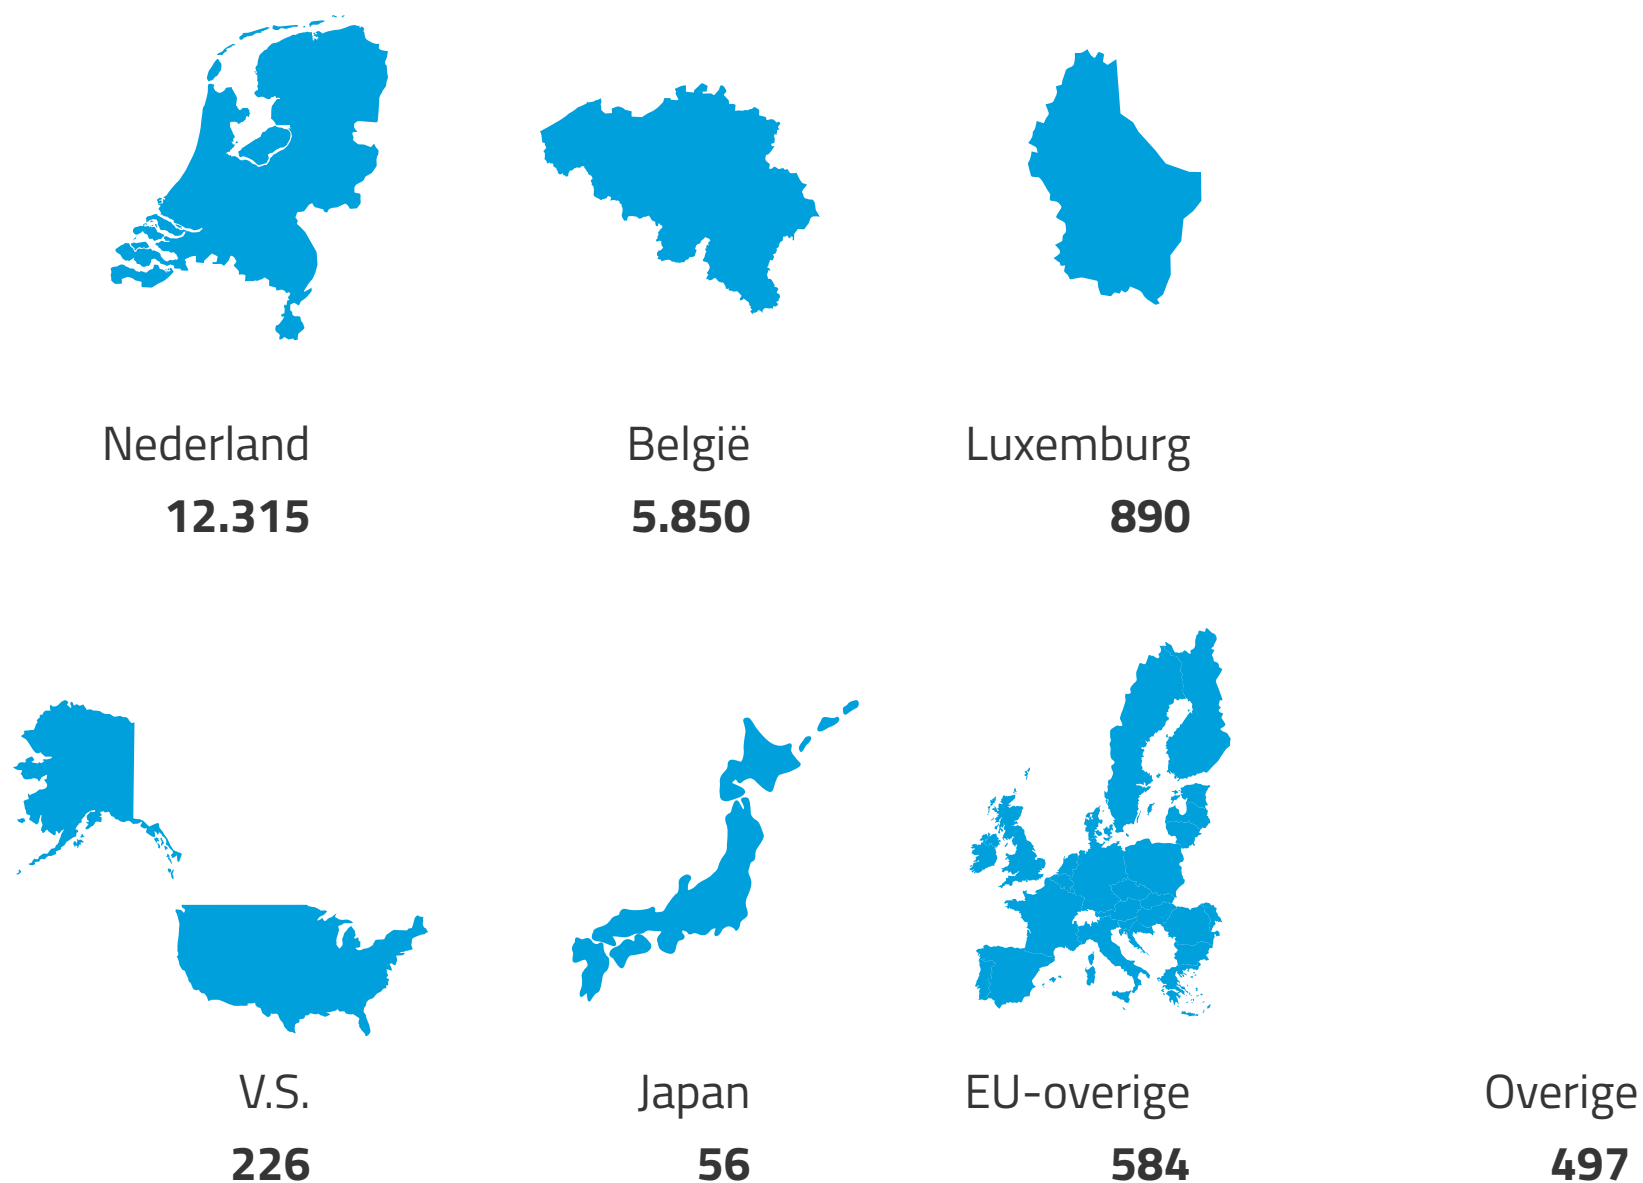 Nederland
12.315
België
5.850
Luxemburg
890
V.S.
226
Japan
56
EU-overige
584
Overige
497